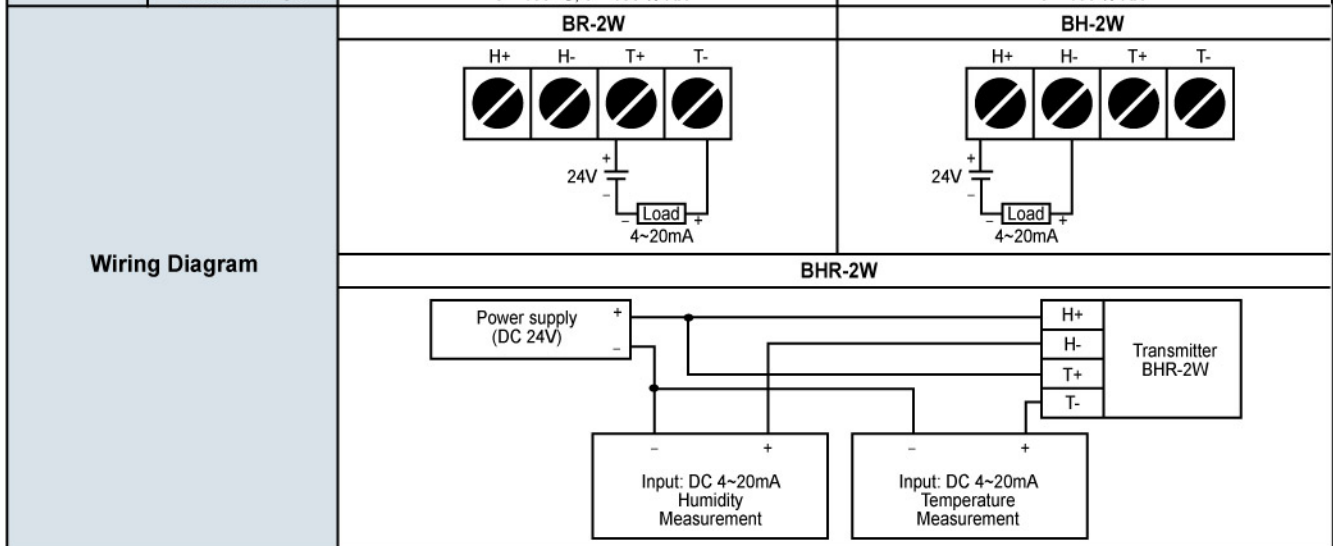 BR-2W
BH-2W
H+ H- T+ T-
H+ H- T+ T-
+
24V
−
− Load +
4~20mA
+
24V
−
− Load +
4~20mA
Wiring Diagram
BHR-2W
Power supply
(DC 24V)
+
−
H+
H-
T+
T-
Transmitter
BHR-2W
− +
Input: DC 4~20mA
Humidity
Measurement
− +
Input: DC 4~20mA
Temperature
Measurement